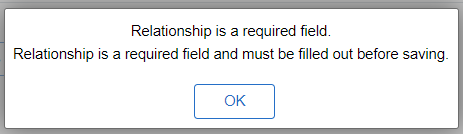 Relationship is a required field.
Relationship is a required field and must be filled out before saving.
OK